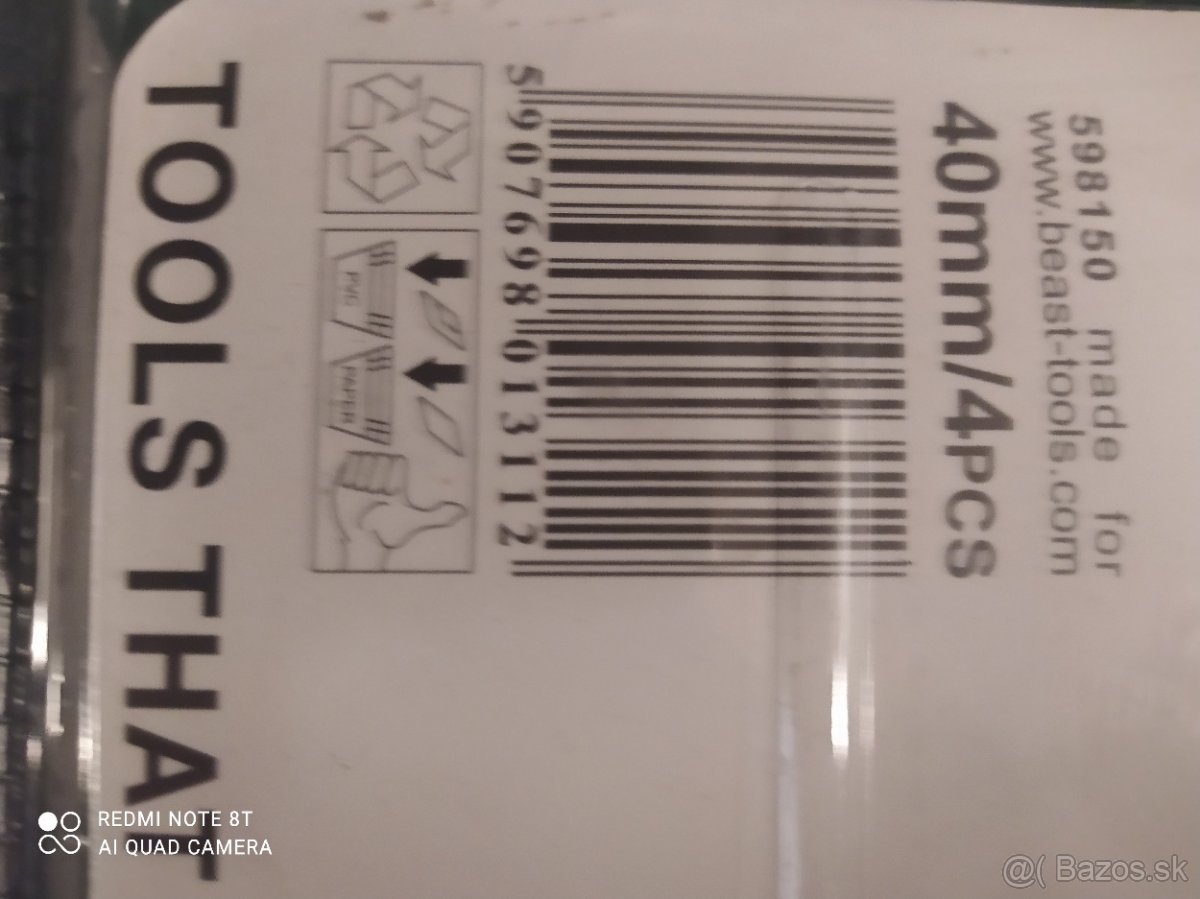 598150 made for
www.beast-tools.com
40mm/4PCS
5 907698 013112
PVC PAPER
TOOLS THAT
REDMI NOTE 8T
AI QUAD CAMERA
@( Bazos.sk